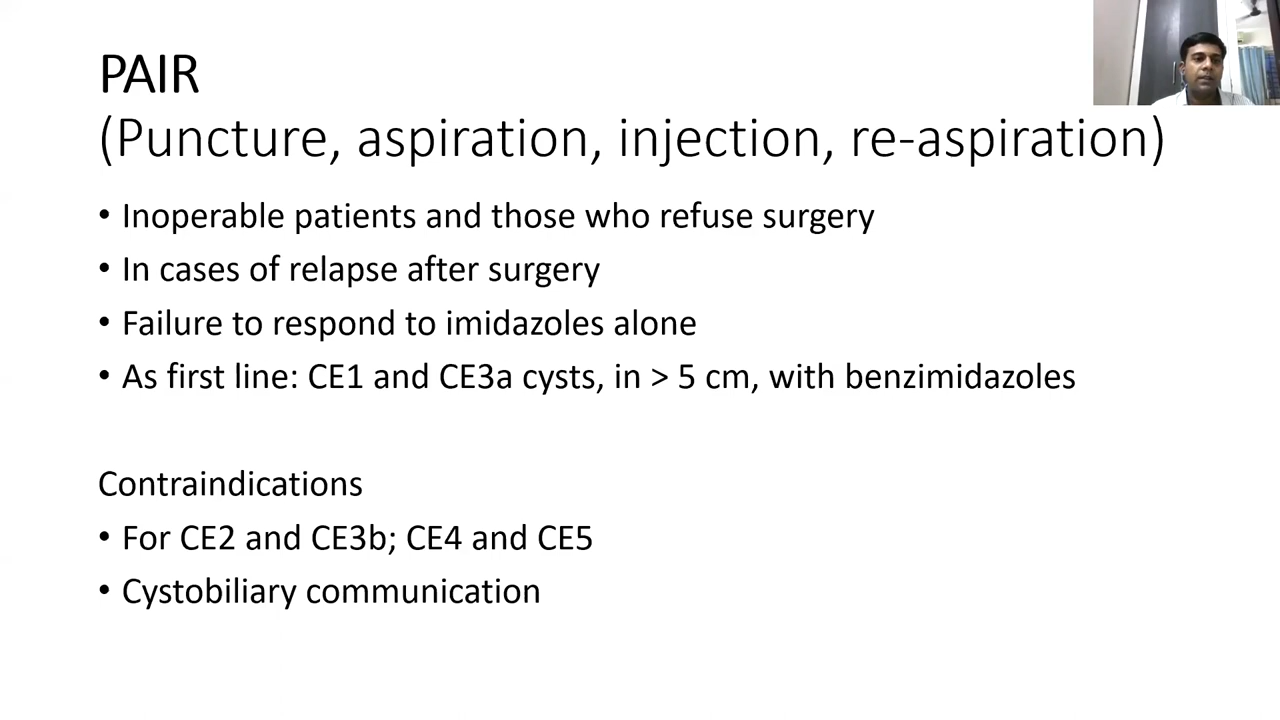 PAIR
(Puncture, aspiration, injection, re-aspiration)
• Inoperable patients and those who refuse surgery
• In cases of relapse after surgery
• Failure to respond to imidazoles alone
• As first line: CE1 and CE3a cysts, in > 5 cm, with benzimidazoles
Contraindications
• For CE2 and CE3b; CE4 and CE5
• Cystobiliary communication